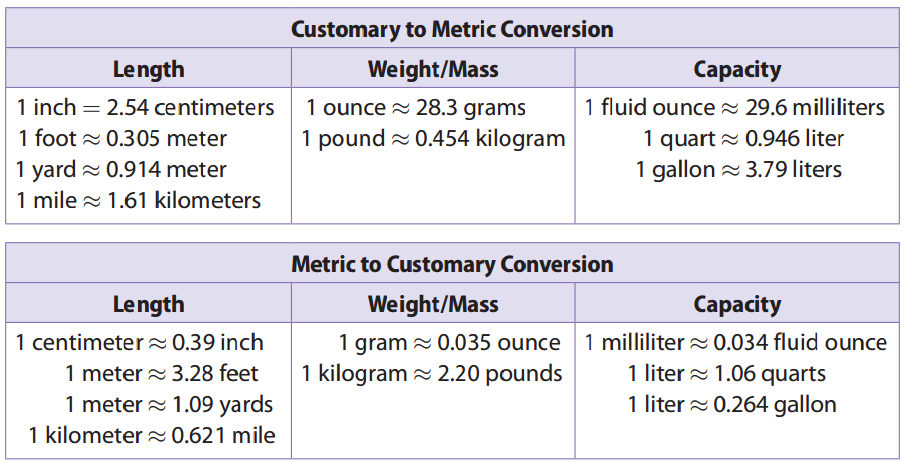 Customary to Metric Conversion
Length Weight/Mass Capacity
1 inch = 2.54 centimeters 1 ounce ≈ 28.3 grams 1 fluid ounce ≈ 29.6 milliliters
1 foot ≈ 0.305 meter 1 pound ≈ 0.454 kilogram 1 quart ≈ 0.946 liter
1 yard ≈ 0.914 meter 1 gallon ≈ 3.79 liters
1 mile ≈ 1.61 kilometers
Metric to Customary Conversion
Length Weight/Mass Capacity
1 centimeter ≈ 0.39 inch 1 gram ≈ 0.035 ounce 1 milliliter ≈ 0.034 fluid ounce
1 meter ≈ 3.28 feet 1 kilogram ≈ 2.20 pounds 1 liter ≈ 1.06 quarts
1 meter ≈ 1.09 yards 1 liter ≈ 0.264 gallon
1 kilometer ≈ 0.621 mile